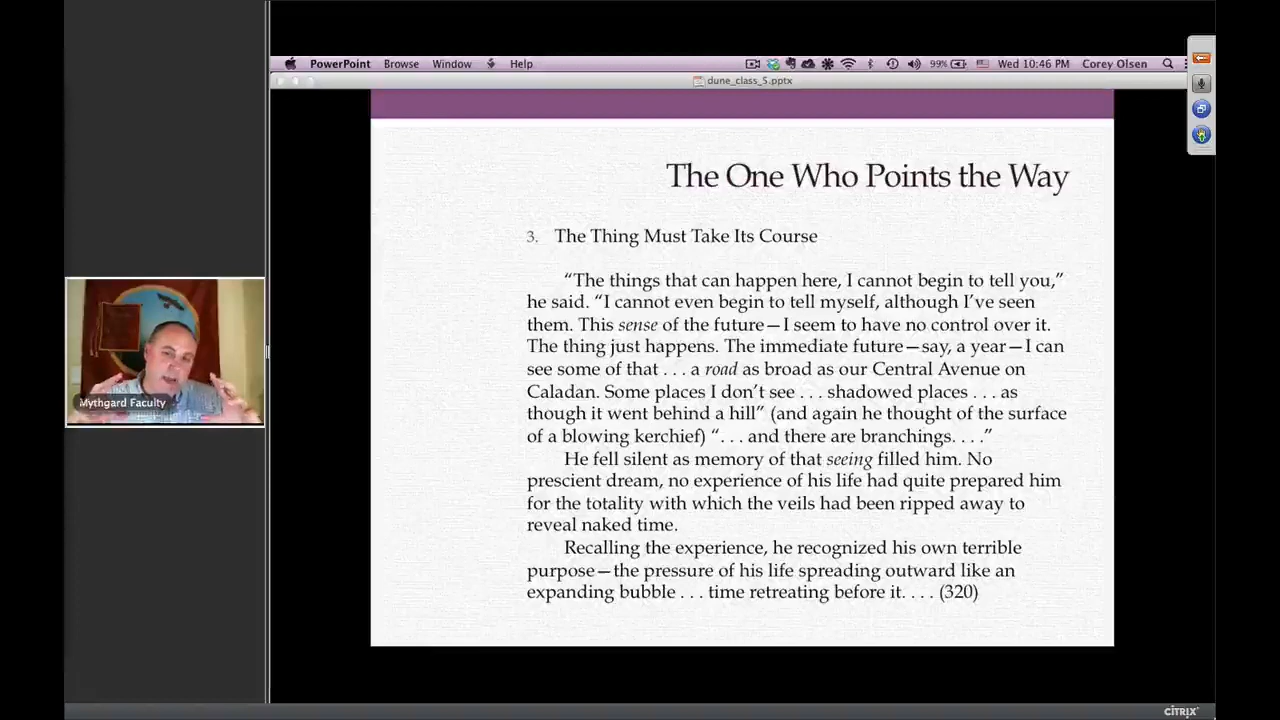 PowerPoint Browse Window Help 99% Wed 10:46 PM Corey Olsen
dune_class_5.pptx
The One Who Points the Way
3. The Thing Must Take Its Course
“The things that can happen here, I cannot begin to tell you,”
he said. “I cannot even begin to tell myself, although I’ve seen
them. This sense of the future—I seem to have no control over it.
The thing just happens. The immediate future—say, a year—I can
see some of that . . . a road as broad as our Central Avenue on
Caladan. Some places I don’t see . . . shadowed places . . . as
though it went behind a hill” (and again he thought of the surface
of a blowing kerchief) “. . . and there are branchings. . . .”
He fell silent as memory of that seeing filled him. No
prescient dream, no experience of his life had quite prepared him
for the totality with which the veils had been ripped away to
reveal naked time.
Recalling the experience, he recognized his own terrible
purpose—the pressure of his life spreading outward like an
expanding bubble . . . time retreating before it. . . . (320)
Mythgard Faculty
CITRIX